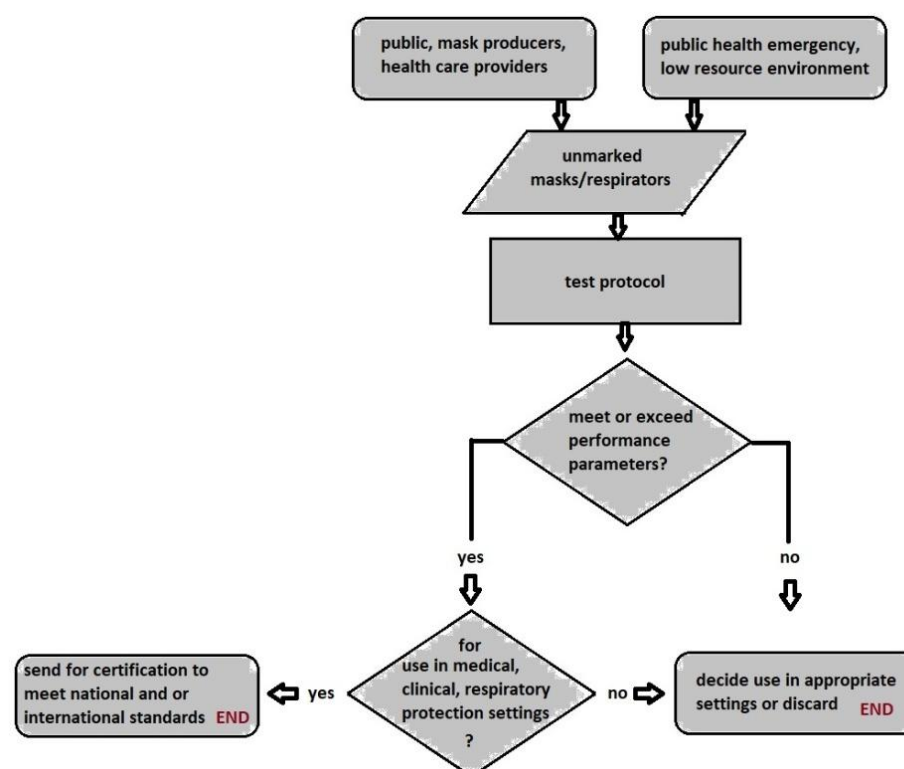 public, mask producers,
health care providers
public health emergency,
low resource environment
unmarked
masks/respirators
test protocol
meet or exceed
performance
parameters?
yes
no
for
use in medical,
clinical, respiratory
protection settings
?
yes
send for certification to
meet national and or
international standards END
no
decide use in appropriate
settings or discard END